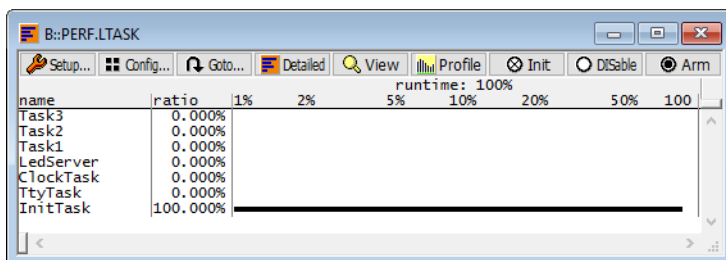 B::PERF.LTASK
Setup... Config... Goto... Detailed View Profile Init DISable Arm
runtime: 100%
name ratio 1% 2% 5% 10% 20% 50% 100
Task3 0.000%
Task2 0.000%
Task1 0.000%
LedServer 0.000%
ClockTask 0.000%
TtyTask 0.000%
InitTask 100.000%